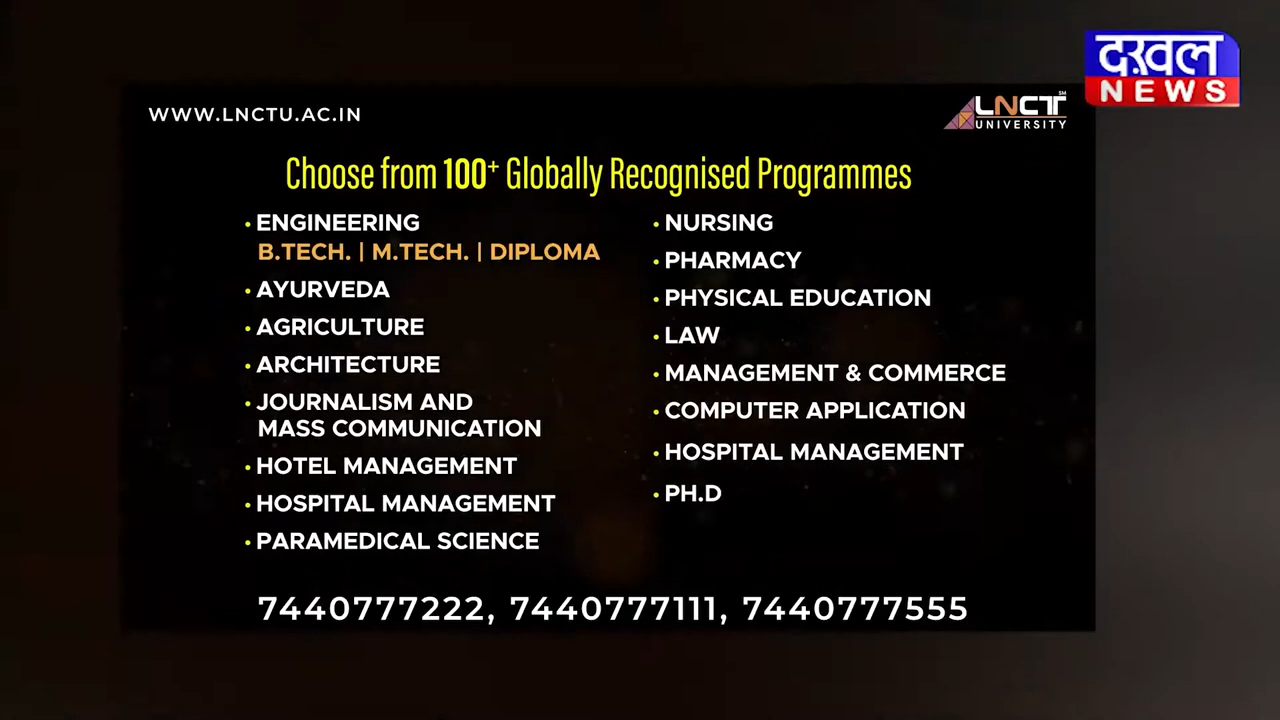 दख़ल
NEWS
WWW.LNCTU.AC.IN
LNCT SM
UNIVERSITY
Choose from 100+ Globally Recognised Programmes
• ENGINEERING
B.TECH. | M.TECH. | DIPLOMA
• AYURVEDA
• AGRICULTURE
• ARCHITECTURE
• JOURNALISM AND
MASS COMMUNICATION
• HOTEL MANAGEMENT
• HOSPITAL MANAGEMENT
• PARAMEDICAL SCIENCE
• NURSING
• PHARMACY
• PHYSICAL EDUCATION
• LAW
• MANAGEMENT & COMMERCE
• COMPUTER APPLICATION
• HOSPITAL MANAGEMENT
• PH.D
7440777222, 7440777111, 7440777555